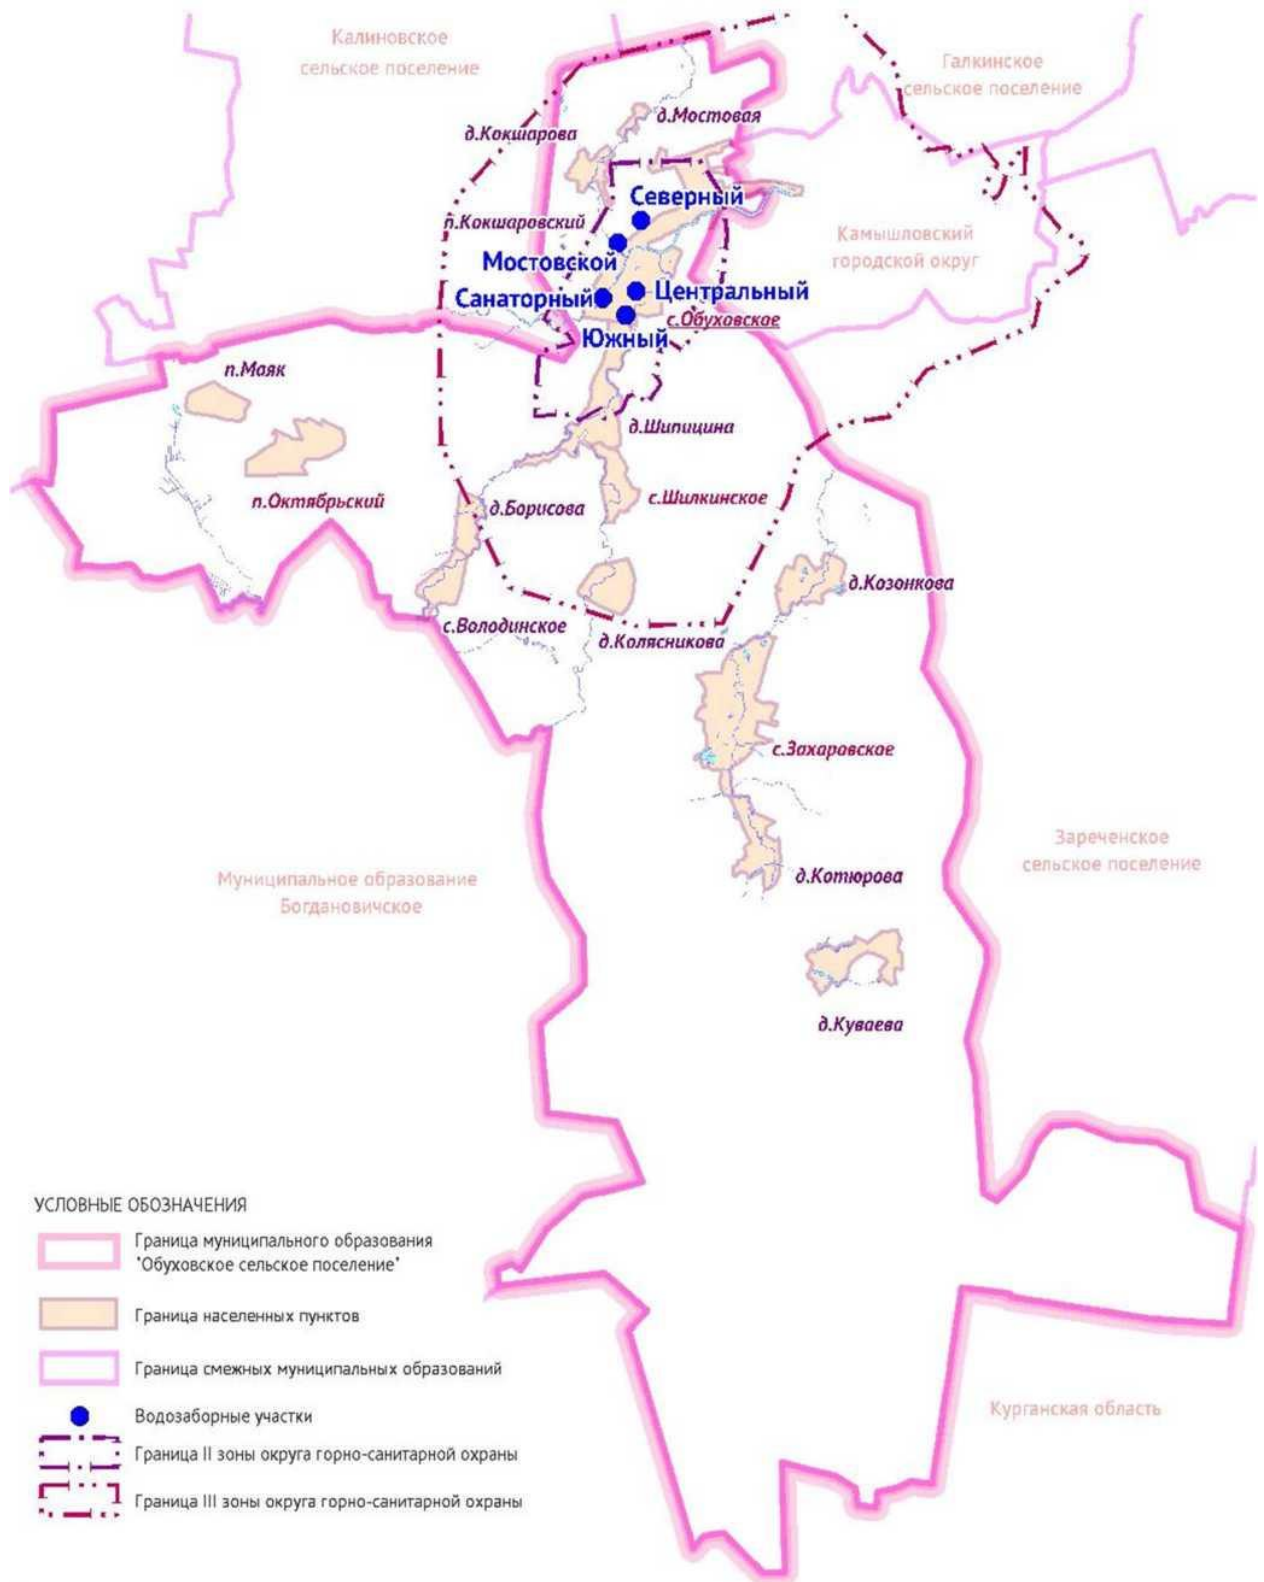 Калиновское
сельское поселение
Галкинское
сельское поселение
д.Мостовая
д.Кокшарова
Северный
п.Кокшаровский
Камышловский
городской округ
Мостовской
Санаторный
Центральный
с.Обуховское
Южный
п.Маяк
д.Шипицина
п.Октябрьский
с.Шилкинское
д.Борисова
д.Козонкова
с.Володинское
д.Колясникова
с.Захаровское
Зареченское
сельское поселение
Муниципальное образование
Богдановичское
д.Котюрова
д.Куваева
УСЛОВНЫЕ ОБОЗНАЧЕНИЯ
Граница муниципального образования
"Обуховское сельское поселение"
Граница населенных пунктов
Граница смежных муниципальных образований
Курганская область
Водозаборные участки
Граница II зоны округа горно-санитарной охраны
Граница III зоны округа горно-санитарной охраны